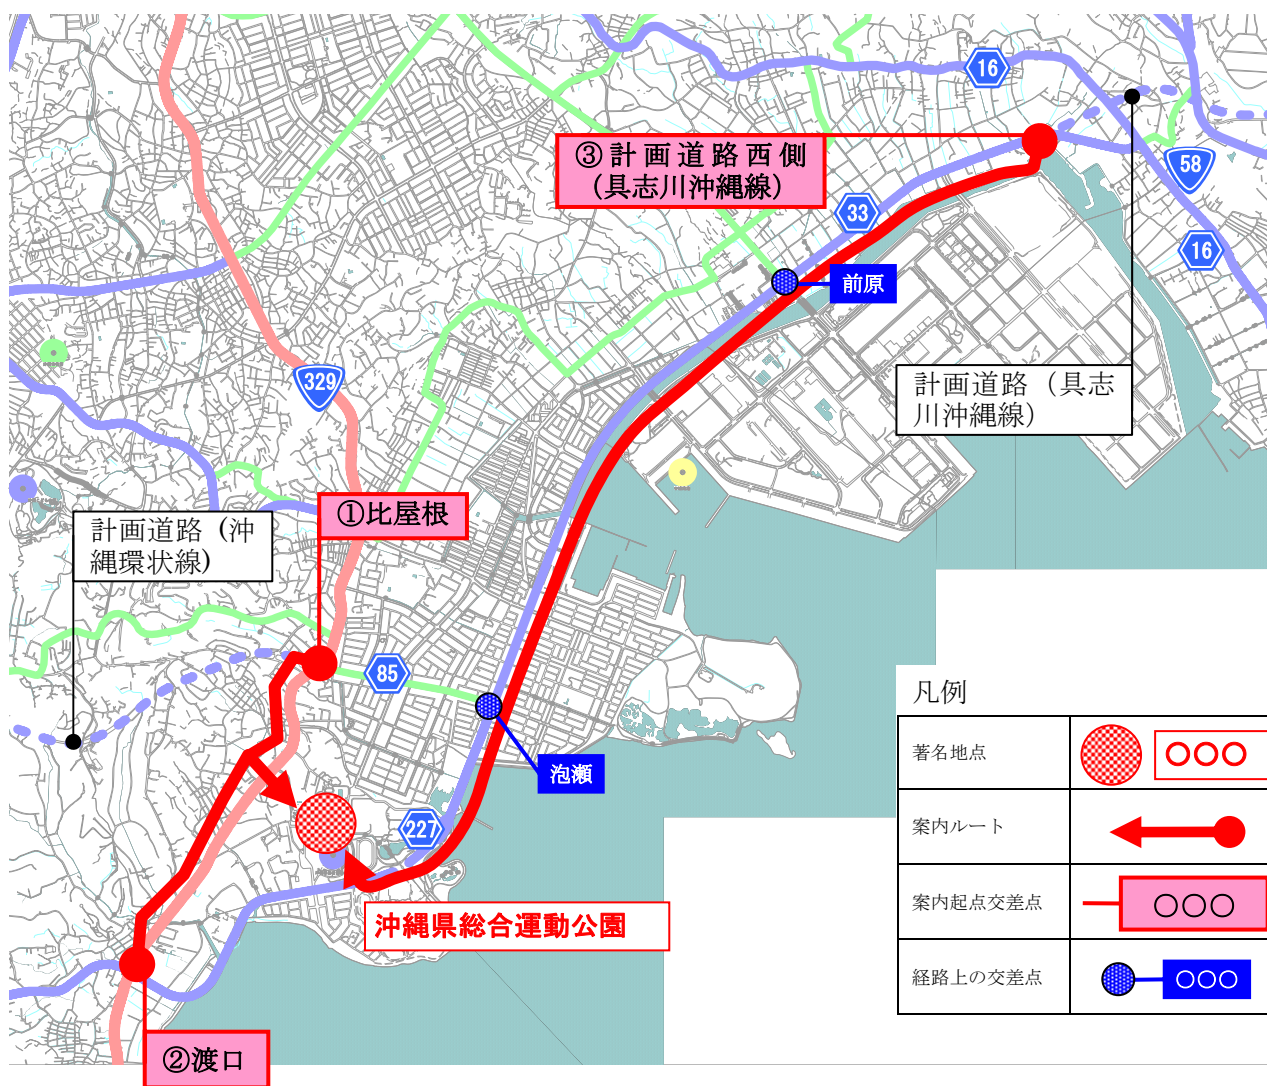 16
③計画道路西側
(具志川沖縄線)
58
33
16
前原
329
計画道路（具志
川沖縄線）
①比屋根
計画道路（沖
縄環状線）
85
凡例
著名地点
○○○
泡瀬
案内ルート
227
案内起点交差点
○○○
沖縄県総合運動公園
経路上の交差点
○○○
②渡口